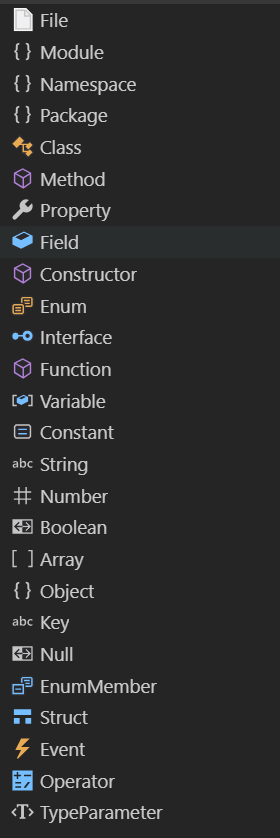 File
{ } Module
{ } Namespace
{ } Package
Class
Method
Property
Field
Constructor
Enum
Interface
Function
Variable
Constant
abc String
Number
Boolean
[ ] Array
{ } Object
abc Key
Null
EnumMember
Struct
Event
Operator
<T> TypeParameter